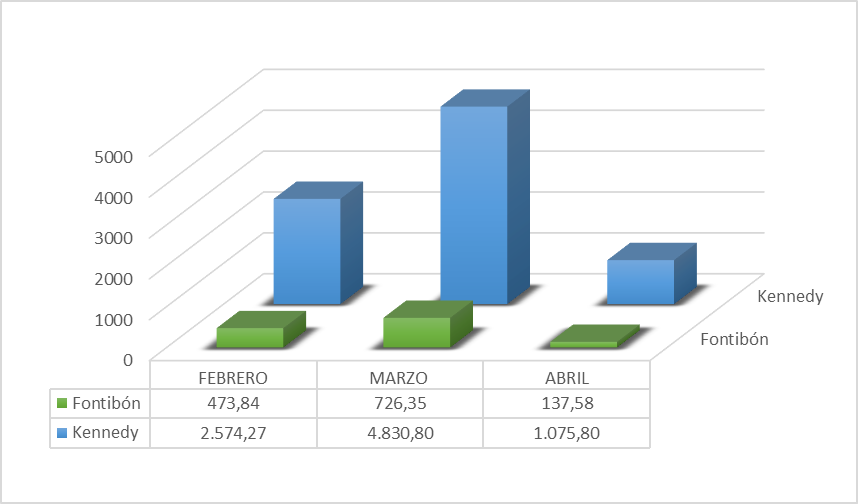 5000
4000
3000
2000
1000
0
Kennedy
Fontibón
FEBRERO MARZO ABRIL
Fontibón 473,84 726,35 137,58
Kennedy 2.574,27 4.830,80 1.075,80